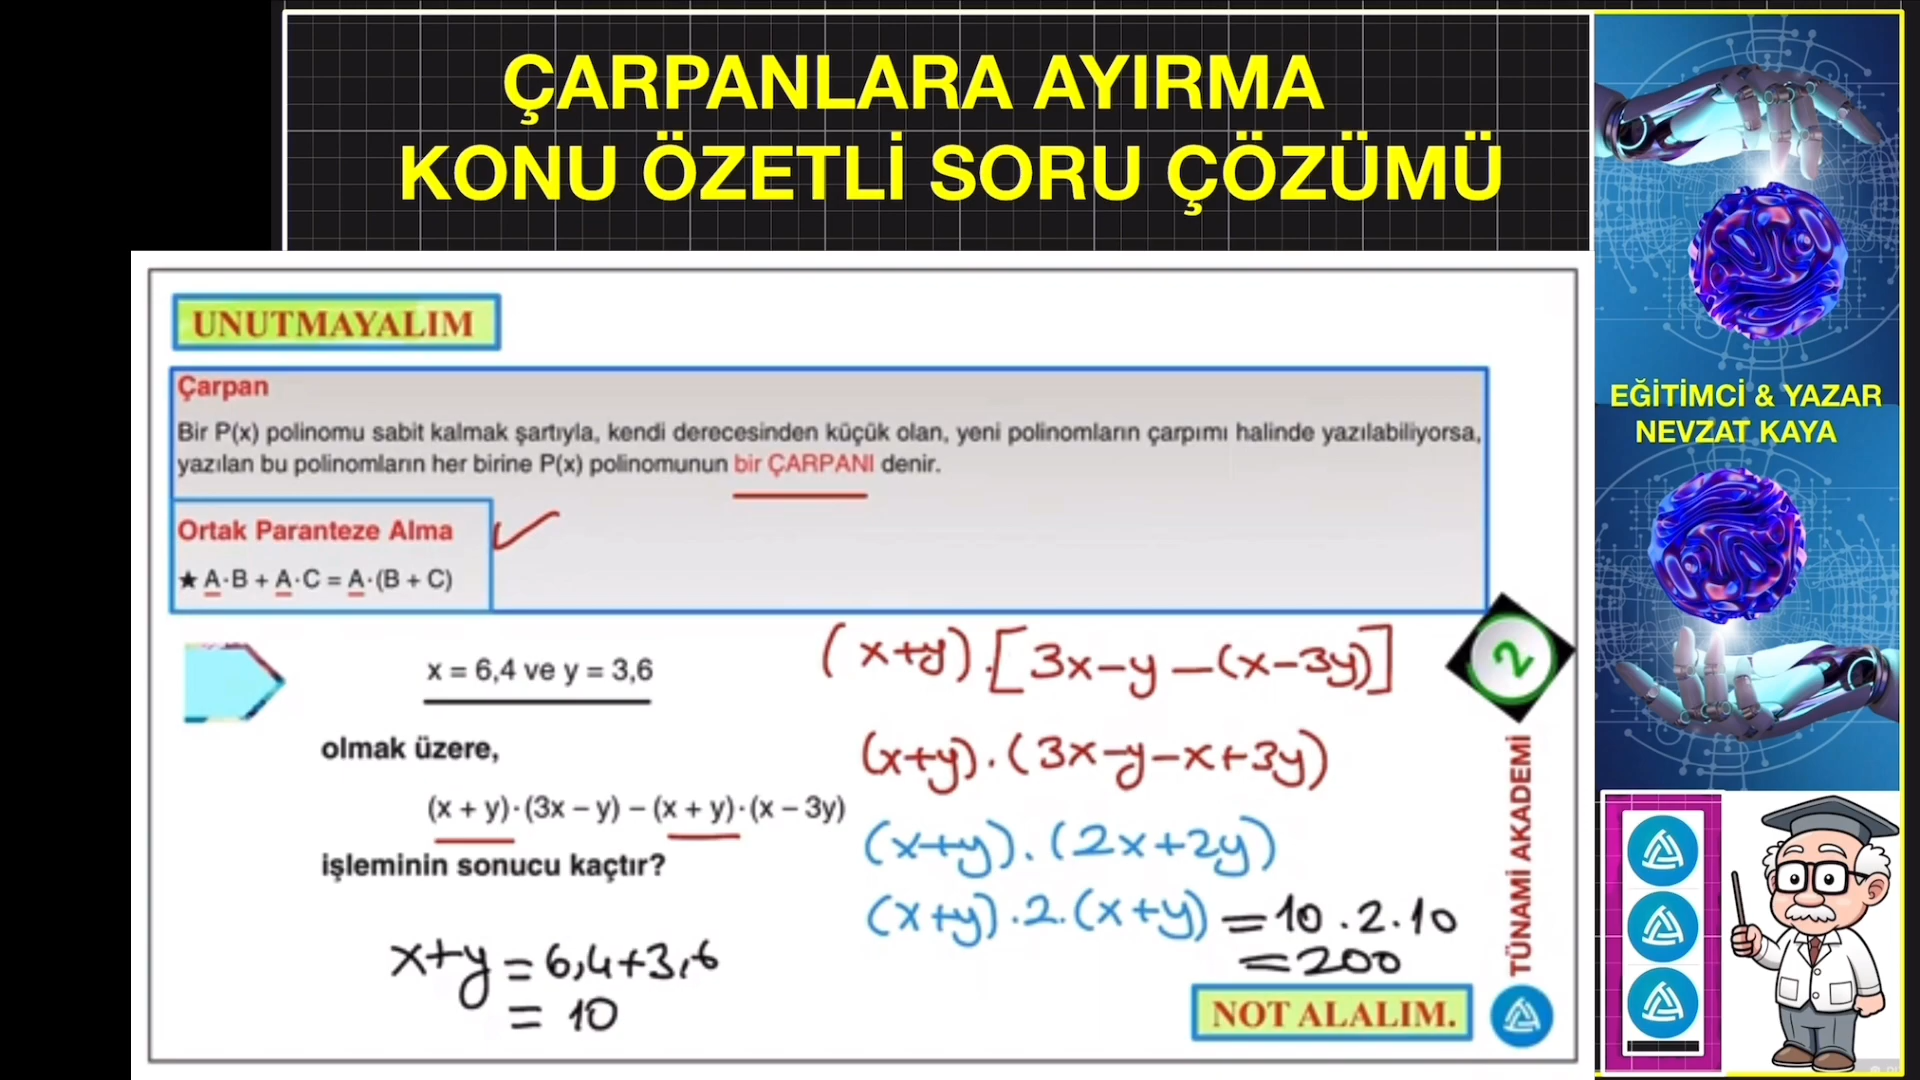 ÇARPANLARA AYIRMA
KONU ÖZETLİ SORU ÇÖZÜMÜ
EĞİTİMCİ & YAZAR
NEVZAT KAYA
UNUTMAYALIM
Çarpan
Bir P(x) polinomu sabit kalmak şartıyla, kendi derecesinden küçük olan, yeni polinomların çarpımı halinde yazılabiliyorsa,
yazılan bu polinomların her birine P(x) polinomunun bir ÇARPANI denir.
Ortak Paranteze Alma
★ A·B + A·C = A·(B + C)
x = 6,4 ve y = 3,6
olmak üzere,
(x + y)·(3x – y) – (x + y)·(x – 3y)
işleminin sonucu kaçtır?
x+y = 6,4+3,6
= 10
(x+y).[3x-y-(x-3y)]
(x+y).(3x-y-x+3y)
(x+y).(2x+2y)
(x+y).2.(x+y) = 10.2.10
= 200
2
TÜNAMİ AKADEMİ
NOT ALALIM.